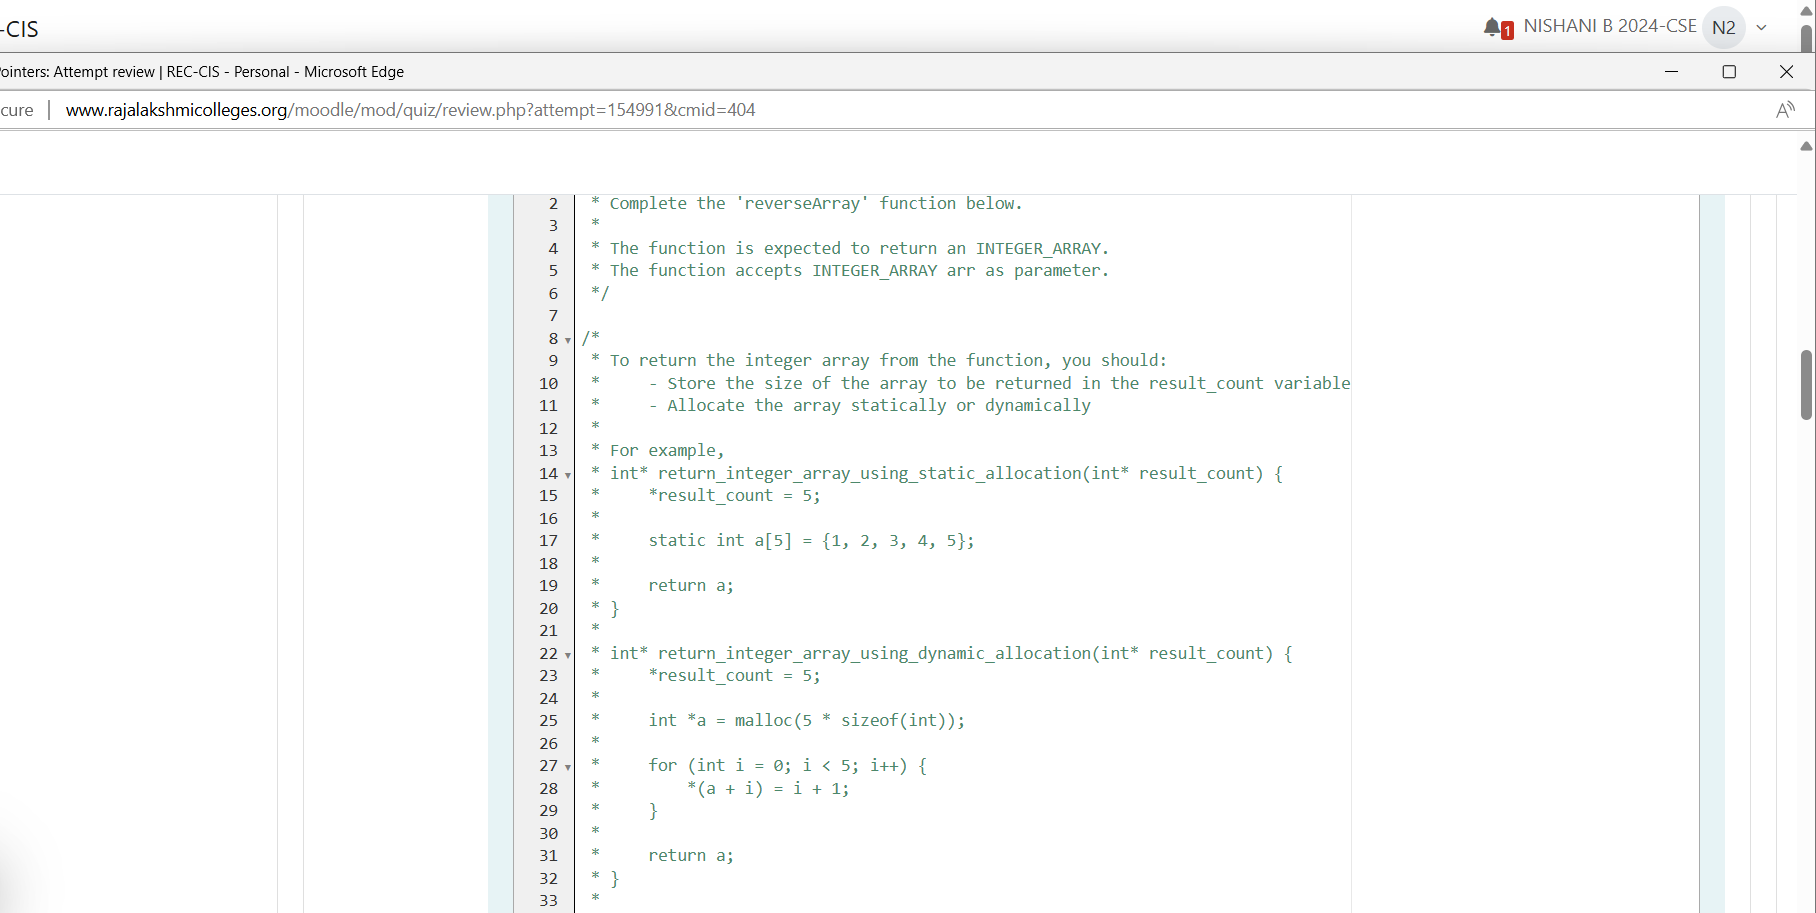 -CIS
1 NISHANI B 2024-CSE N2
ointers: Attempt review | REC-CIS - Personal - Microsoft Edge
cure | www.rajalakshmicolleges.org/moodle/mod/quiz/review.php?attempt=154991&cmid=404
2 * Complete the 'reverseArray' function below.
3 *
4 * The function is expected to return an INTEGER_ARRAY.
5 * The function accepts INTEGER_ARRAY arr as parameter.
6 */
7
8 /*
9 * To return the integer array from the function, you should:
10 *     - Store the size of the array to be returned in the result_count variable
11 *     - Allocate the array statically or dynamically
12 *
13 * For example,
14 * int* return_integer_array_using_static_allocation(int* result_count) {
15 *     *result_count = 5;
16 *
17 *     static int a[5] = {1, 2, 3, 4, 5};
18 *
19 *     return a;
20 * }
21 *
22 * int* return_integer_array_using_dynamic_allocation(int* result_count) {
23 *     *result_count = 5;
24 *
25 *     int *a = malloc(5 * sizeof(int));
26 *
27 *     for (int i = 0; i < 5; i++) {
28 *         *(a + i) = i + 1;
29 *     }
30 *
31 *     return a;
32 * }
33 *